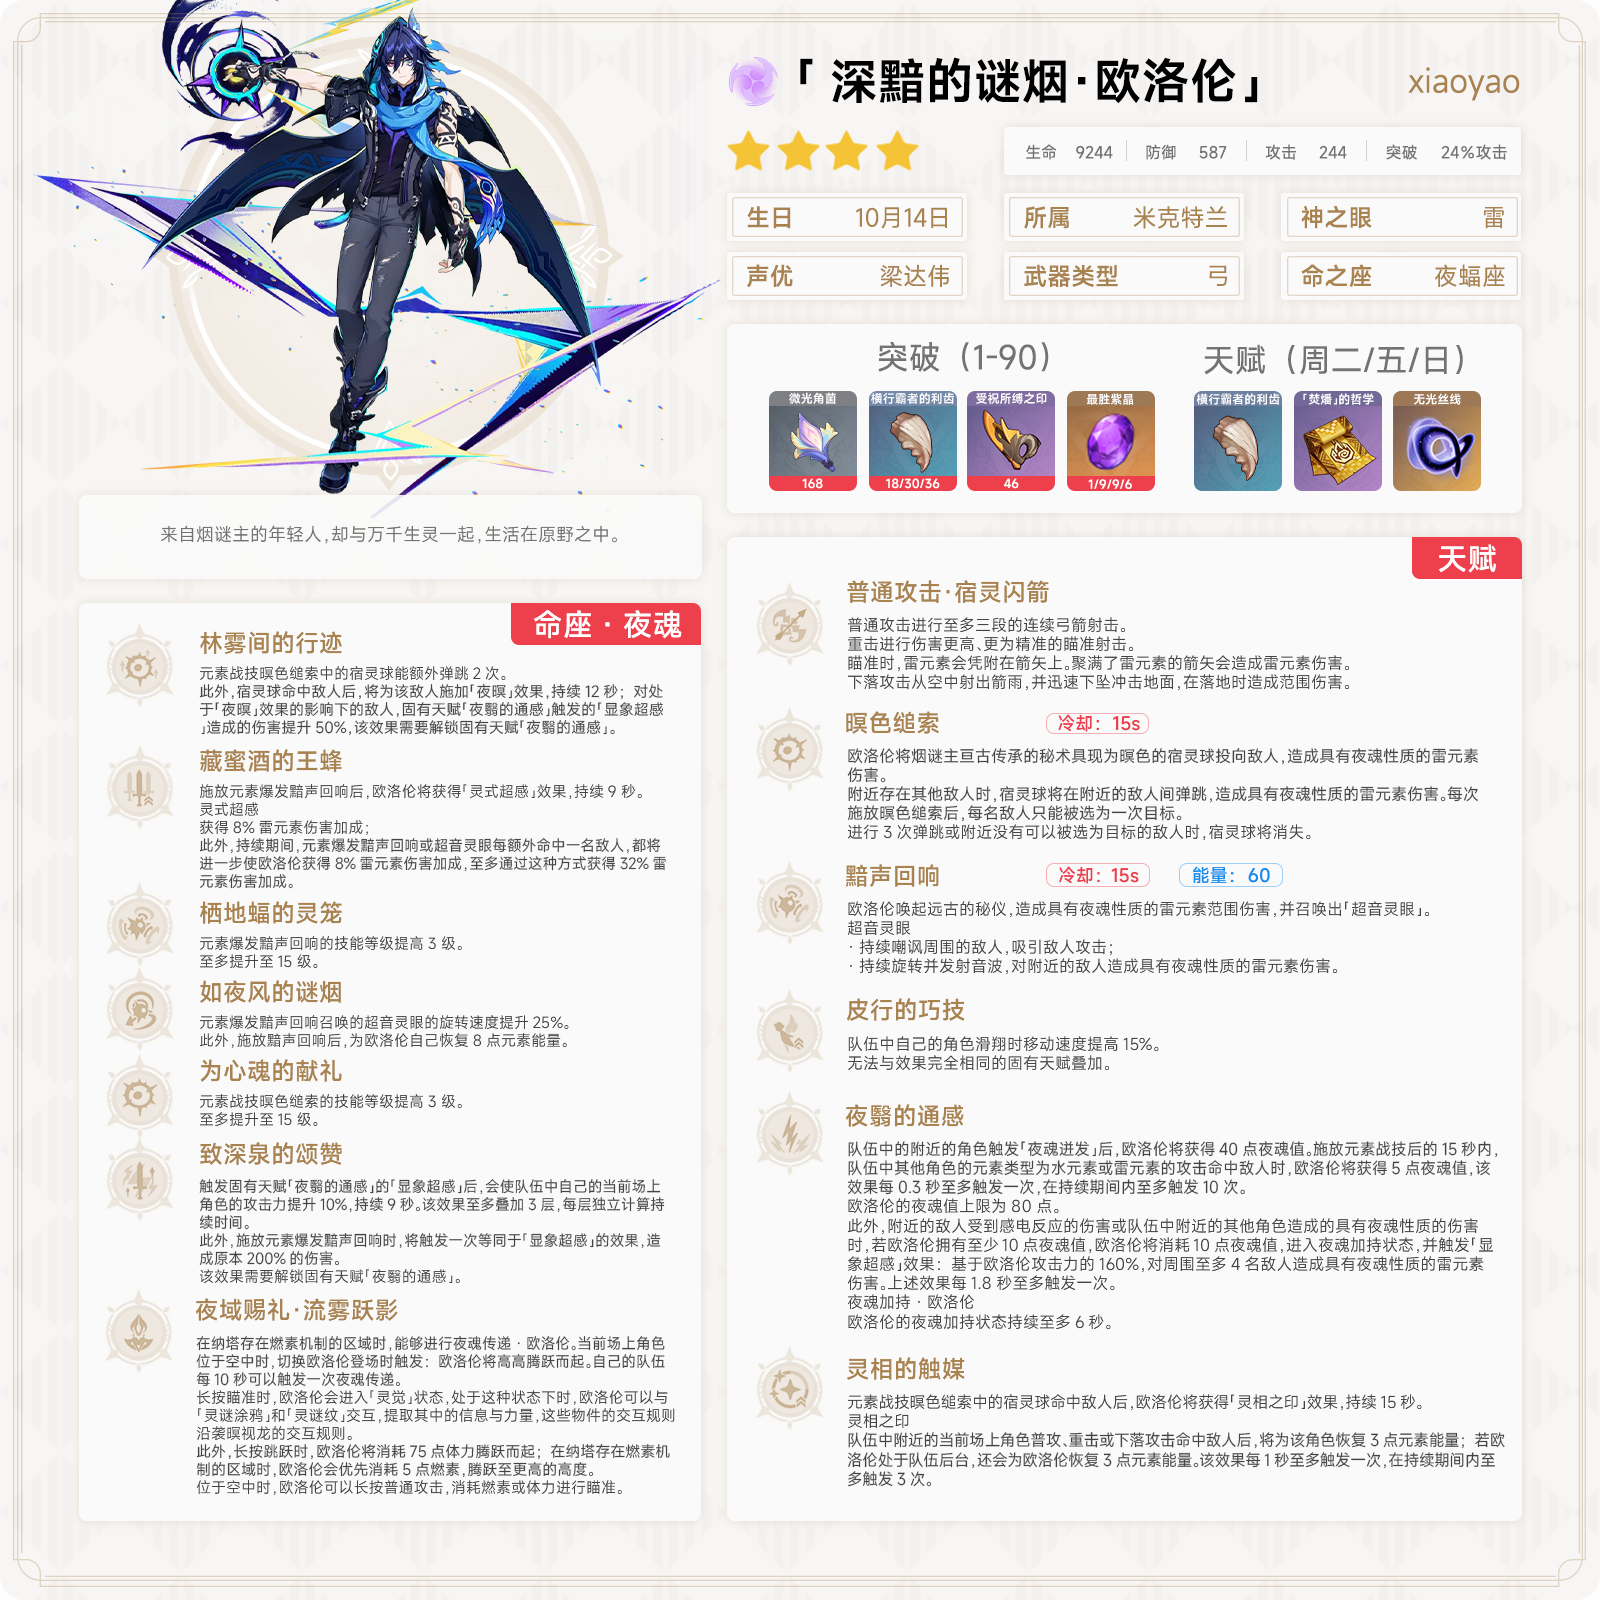 「 深黯的谜烟·欧洛伦」
xiaoyao
生命 9244 防御 587 攻击 244 突破 24%攻击
生日 10月14日 所属 米克特兰 神之眼 雷
声优 梁达伟 武器类型 弓 命之座 夜蝠座
突破（1-90）
天赋（周二/五/日）
微光角菌 横行霸者的利齿 受祝所缚之印 最胜紫晶
168 18/30/36 46 1/9/9/6
横行霸者的利齿 「焚燔」的哲学 无光丝线
来自烟谜主的年轻人,却与万千生灵一起,生活在原野之中。
命座 · 夜魂
林雾间的行迹
元素战技暝色缒索中的宿灵球能额外弹跳 2 次。
此外,宿灵球命中敌人后,将为该敌人施加「夜暝」效果,持续 12 秒；对处
于「夜暝」效果的影响下的敌人,固有天赋「夜翳的通感」触发的「显象超感
」造成的伤害提升 50%,该效果需要解锁固有天赋「夜翳的通感」。
藏蜜酒的王蜂
施放元素爆发黯声回响后,欧洛伦将获得「灵式超感」效果,持续 9 秒。
灵式超感
获得 8% 雷元素伤害加成；
此外,持续期间,元素爆发黯声回响或超音灵眼每额外命中一名敌人,都将
进一步使欧洛伦获得 8% 雷元素伤害加成,至多通过这种方式获得 32% 雷
元素伤害加成。
栖地蝠的灵笼
元素爆发黯声回响的技能等级提高 3 级。
至多提升至 15 级。
如夜风的谜烟
元素爆发黯声回响召唤的超音灵眼的旋转速度提升 25%。
此外,施放黯声回响后,为欧洛伦自己恢复 8 点元素能量。
为心魂的献礼
元素战技暝色缒索的技能等级提高 3 级。
至多提升至 15 级。
致深泉的颂赞
触发固有天赋「夜翳的通感」的「显象超感」后,会使队伍中自己的当前场上
角色的攻击力提升 10%,持续 9 秒。该效果至多叠加 3 层,每层独立计算持
续时间。
此外,施放元素爆发黯声回响时,将触发一次等同于「显象超感」的效果,造
成原本 200% 的伤害。
该效果需要解锁固有天赋「夜翳的通感」。
夜域赐礼·流雾跃影
在纳塔存在燃素机制的区域时,能够进行夜魂传递 · 欧洛伦。当前场上角色
位于空中时,切换欧洛伦登场时触发：欧洛伦将高高腾跃而起。自己的队伍
每 10 秒可以触发一次夜魂传递。
长按瞄准时,欧洛伦会进入「灵觉」状态,处于这种状态下时,欧洛伦可以与
「灵谜涂鸦」和「灵谜纹」交互,提取其中的信息与力量,这些物件的交互规则
沿袭暝视龙的交互规则。
此外,长按跳跃时,欧洛伦将消耗 75 点体力腾跃而起；在纳塔存在燃素机
制的区域时,欧洛伦会优先消耗 5 点燃素,腾跃至更高的高度。
位于空中时,欧洛伦可以长按普通攻击,消耗燃素或体力进行瞄准。
天赋
普通攻击·宿灵闪箭
普通攻击进行至多三段的连续弓箭射击。
重击进行伤害更高、更为精准的瞄准射击。
瞄准时,雷元素会凭附在箭矢上。聚满了雷元素的箭矢会造成雷元素伤害。
下落攻击从空中射出箭雨,并迅速下坠冲击地面,在落地时造成范围伤害。
暝色缒索 冷却：15s
欧洛伦将烟谜主亘古传承的秘术具现为暝色的宿灵球投向敌人,造成具有夜魂性质的雷元素
伤害。
附近存在其他敌人时,宿灵球将在附近的敌人间弹跳,造成具有夜魂性质的雷元素伤害。每次
施放暝色缒索后,每名敌人只能被选为一次目标。
进行 3 次弹跳或附近没有可以被选为目标的敌人时,宿灵球将消失。
黯声回响 冷却：15s 能量：60
欧洛伦唤起远古的秘仪,造成具有夜魂性质的雷元素范围伤害,并召唤出「超音灵眼」。
超音灵眼
· 持续嘲讽周围的敌人,吸引敌人攻击；
· 持续旋转并发射音波,对附近的敌人造成具有夜魂性质的雷元素伤害。
皮行的巧技
队伍中自己的角色滑翔时移动速度提高 15%。
无法与效果完全相同的固有天赋叠加。
夜翳的通感
队伍中的附近的角色触发「夜魂迸发」后,欧洛伦将获得 40 点夜魂值。施放元素战技后的 15 秒内,
队伍中其他角色的元素类型为水元素或雷元素的攻击命中敌人时,欧洛伦将获得 5 点夜魂值,该
效果每 0.3 秒至多触发一次,在持续期间内至多触发 10 次。
欧洛伦的夜魂值上限为 80 点。
此外,附近的敌人受到感电反应的伤害或队伍中附近的其他角色造成的具有夜魂性质的伤害
时,若欧洛伦拥有至少 10 点夜魂值,欧洛伦将消耗 10 点夜魂值,进入夜魂加持状态,并触发「显
象超感」效果：基于欧洛伦攻击力的 160%,对周围至多 4 名敌人造成具有夜魂性质的雷元素
伤害。上述效果每 1.8 秒至多触发一次。
夜魂加持 · 欧洛伦
欧洛伦的夜魂加持状态持续至多 6 秒。
灵相的触媒
元素战技暝色缒索中的宿灵球命中敌人后,欧洛伦将获得「灵相之印」效果,持续 15 秒。
灵相之印
队伍中附近的当前场上角色普攻、重击或下落攻击命中敌人后,将为该角色恢复 3 点元素能量；若欧
洛伦处于队伍后台,还会为欧洛伦恢复 3 点元素能量。该效果每 1 秒至多触发一次,在持续期间内至
多触发 3 次。